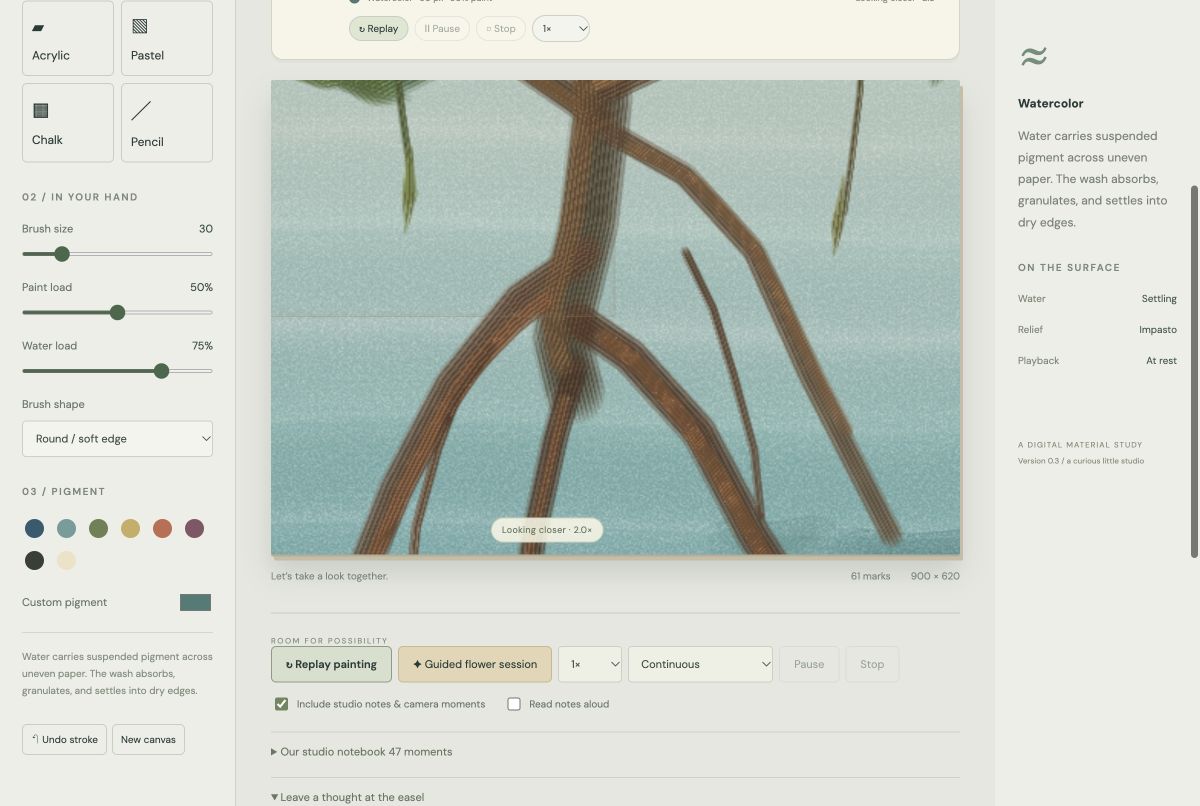 Acrylic
Pastel
Chalk
Pencil
02 / IN YOUR HAND
Brush size 30
Paint load 50%
Water load 75%
Brush shape
Round / soft edge
03 / PIGMENT
Custom pigment
Water carries suspended pigment across
uneven paper. The wash absorbs,
granulates, and settles into dry edges.
Undo stroke
New canvas
↻ Replay
II Pause
▫ Stop
1×
Looking closer · 2.0×
Let's take a look together.
61 marks
900 × 620
ROOM FOR POSSIBILITY
↻ Replay painting
✦ Guided flower session
1×
Continuous
Pause
Stop
Include studio notes & camera moments
Read notes aloud
▶ Our studio notebook 47 moments
▼ Leave a thought at the easel
Watercolor
Water carries suspended
pigment across uneven
paper. The wash absorbs,
granulates, and settles into
dry edges.
ON THE SURFACE
Water Settling
Relief Impasto
Playback At rest
A DIGITAL MATERIAL STUDY
Version 0.3 / a curious little studio